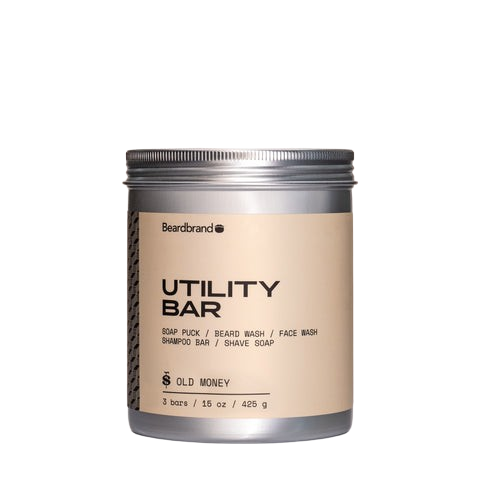 Beardbrand
UTILITY
BAR
SOAP PUCK / BEARD WASH / FACE WASH
SHAMPOO BAR / SHAVE SOAP
OLD MONEY
3 bars / 15 oz / 425 g